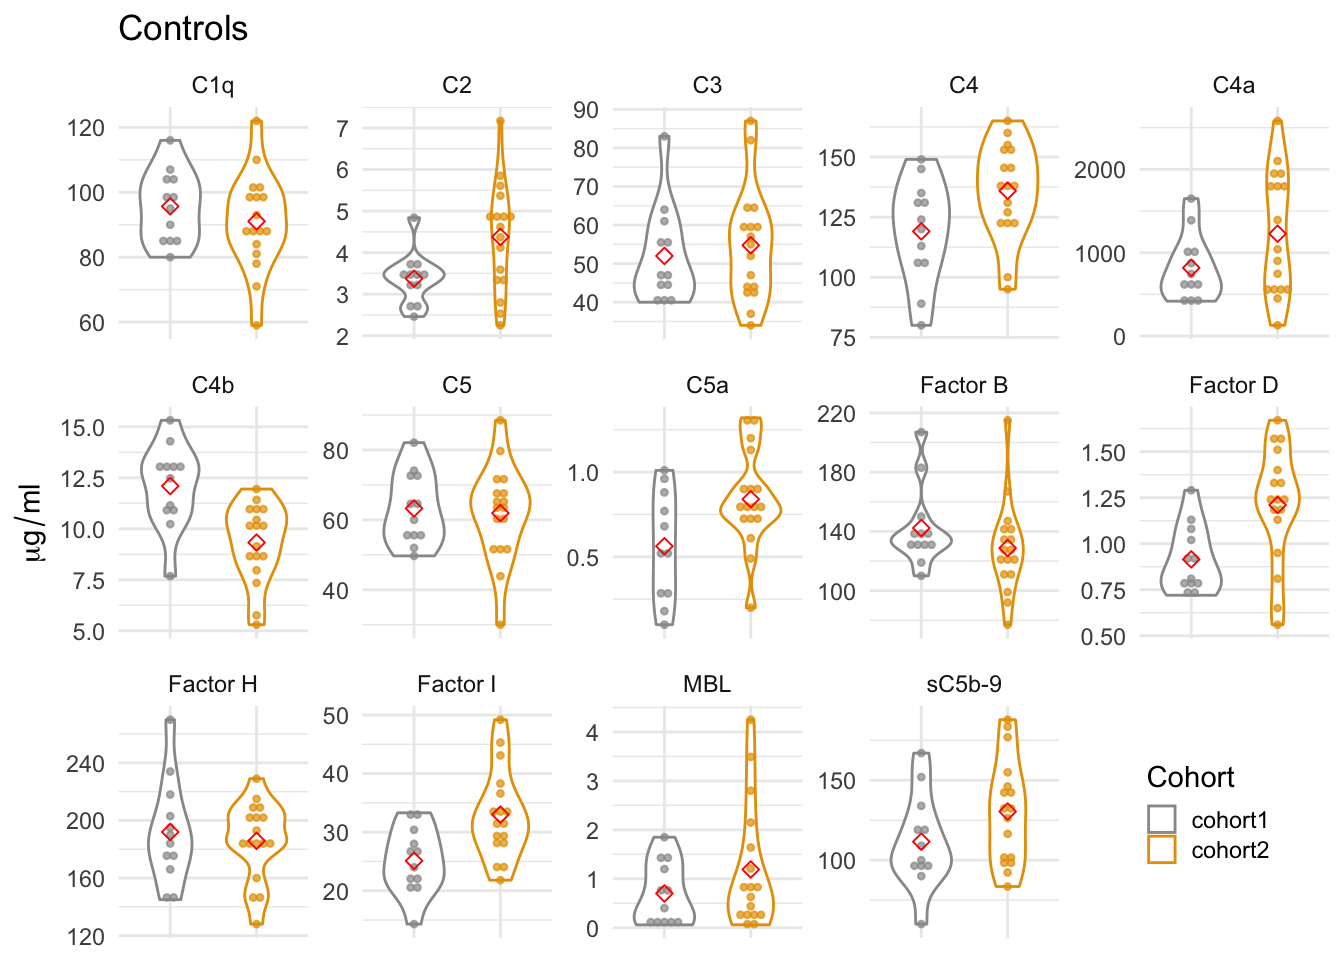 Controls
C1q C2 C3 C4 C4a
120 100 80 60
7 6 5 4 3 2
90 80 70 60 50 40
150 125 100 75
2000 1000 0
C4b C5 C5a Factor B Factor D
µg/ml
15.0 12.5 10.0 7.5 5.0
80 60 40
1.0 0.5
220 180 140 100
1.50 1.25 1.00 0.75 0.50
Factor H Factor I MBL sC5b-9
240 200 160 120
50 40 30 20
4 3 2 1 0
150 100
Cohort
cohort1
cohort2